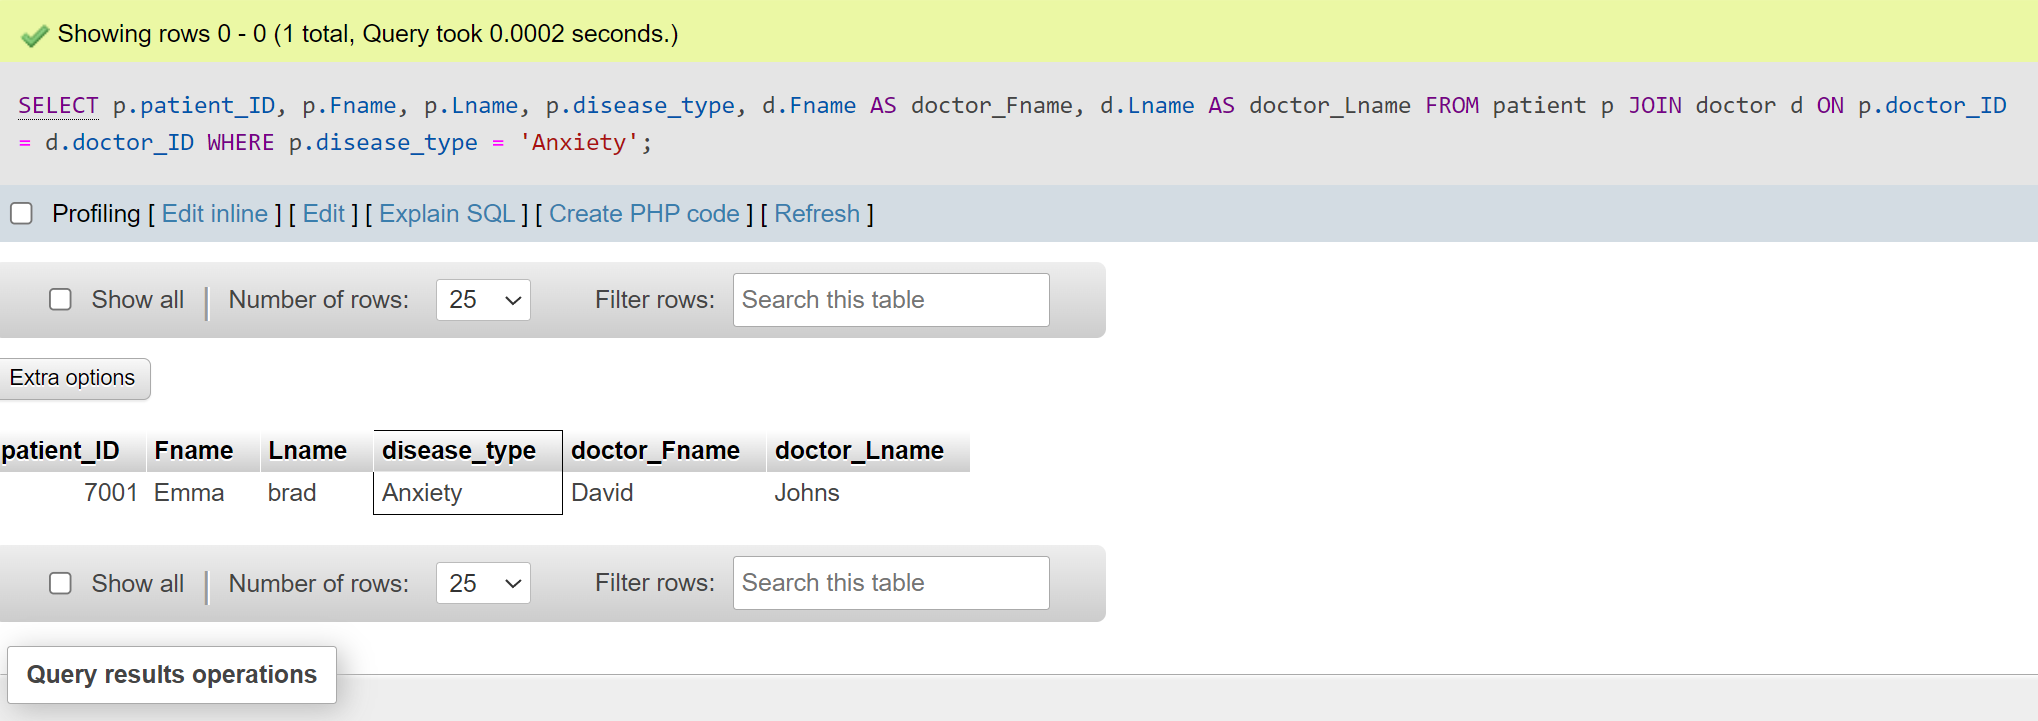 Showing rows 0 - 0 (1 total, Query took 0.0002 seconds.)
SELECT p.patient_ID, p.Fname, p.Lname, p.disease_type, d.Fname AS doctor_Fname, d.Lname AS doctor_Lname FROM patient p JOIN doctor d ON p.doctor_ID
= d.doctor_ID WHERE p.disease_type = 'Anxiety';
Profiling [ Edit inline ] [ Edit ] [ Explain SQL ] [ Create PHP code ] [ Refresh ]
Show all Number of rows: 25 Filter rows: Search this table
Extra options
patient_ID Fname Lname disease_type doctor_Fname doctor_Lname
7001 Emma brad Anxiety David Johns
Show all Number of rows: 25 Filter rows: Search this table
Query results operations